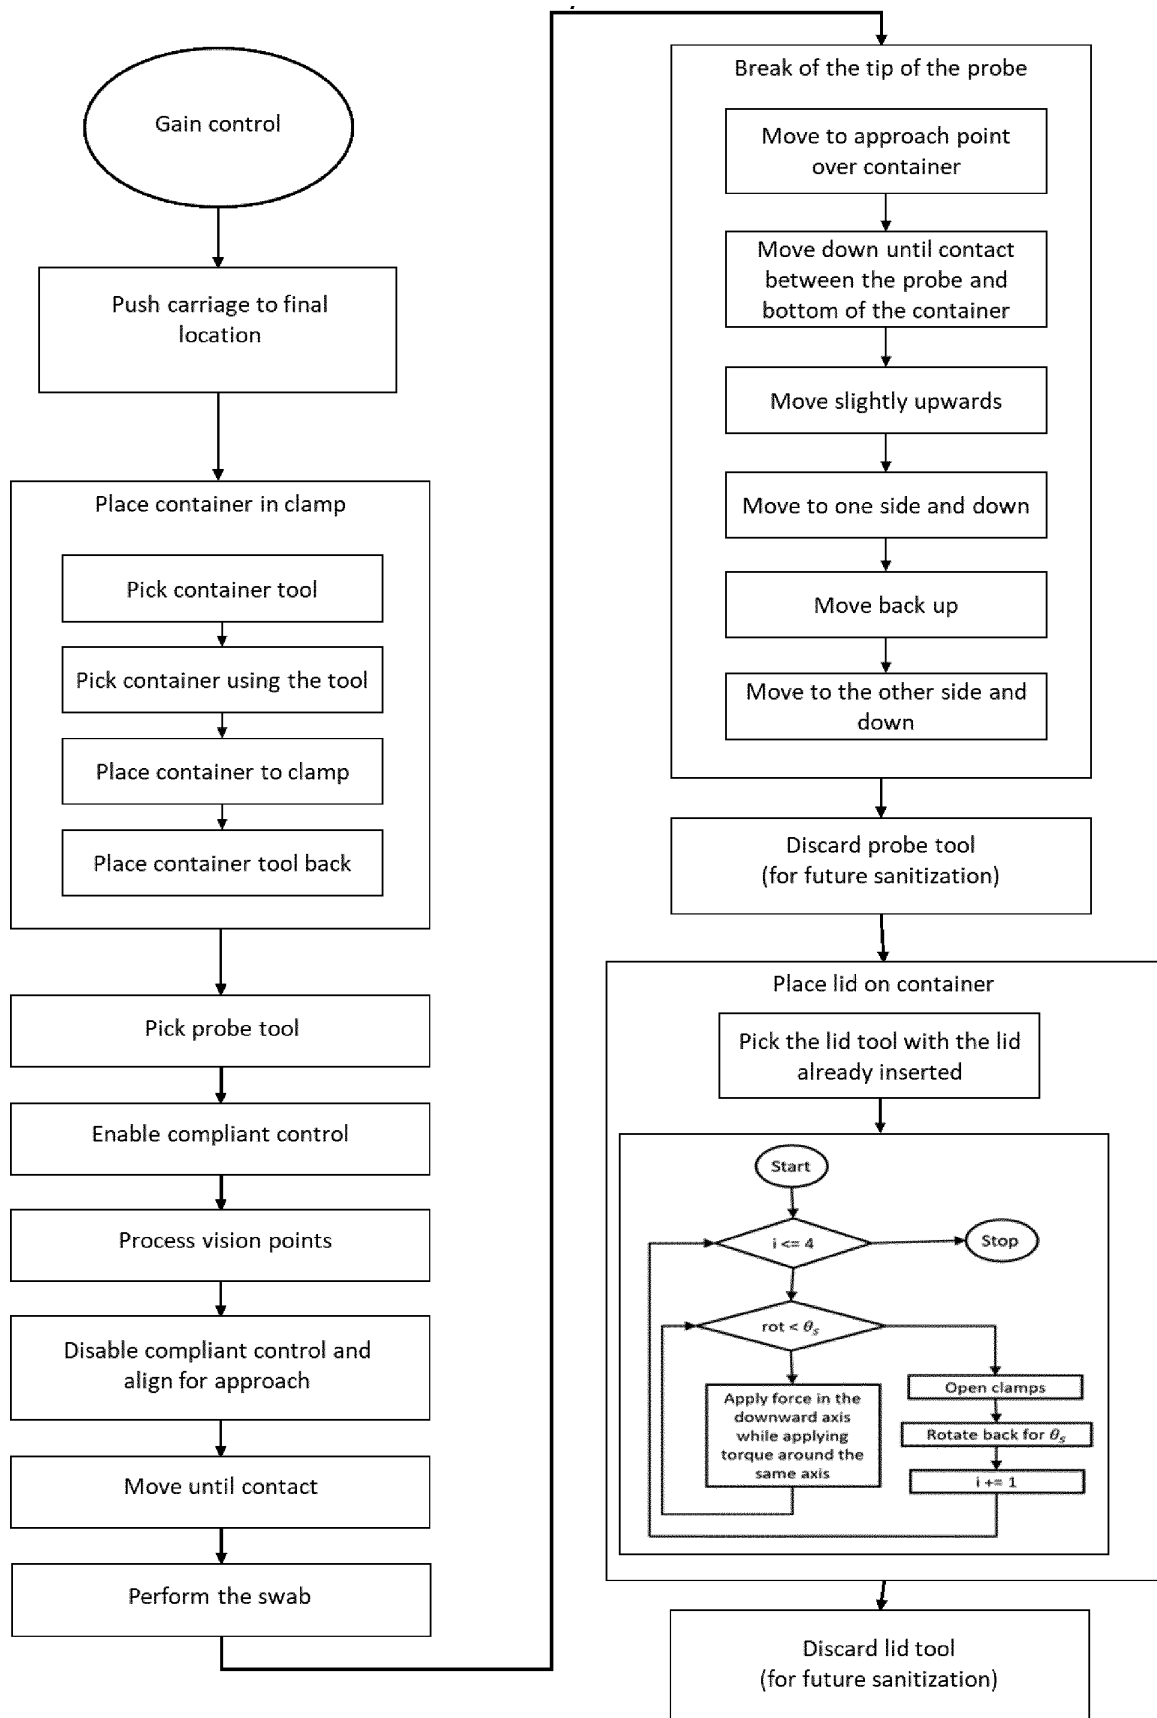 Gain control
Push carriage to final
location
Place container in clamp
Pick container tool
Pick container using the tool
Place container to clamp
Place container tool back
Pick probe tool
Enable compliant control
Process vision points
Disable compliant control and
align for approach
Move until contact
Perform the swab
Break of the tip of the probe
Move to approach point
over container
Move down until contact
between the probe and
bottom of the container
Move slightly upwards
Move to one side and down
Move back up
Move to the other side and
down
Discard probe tool
(for future sanitization)
Place lid on container
Pick the lid tool with the lid
already inserted
Start
i <= 4
Stop
rot < θₛ
Apply force in the
downward axis
while applying
torque around the
same axis
Open clamps
Rotate back for θₛ
i += 1
Discard lid tool
(for future sanitization)